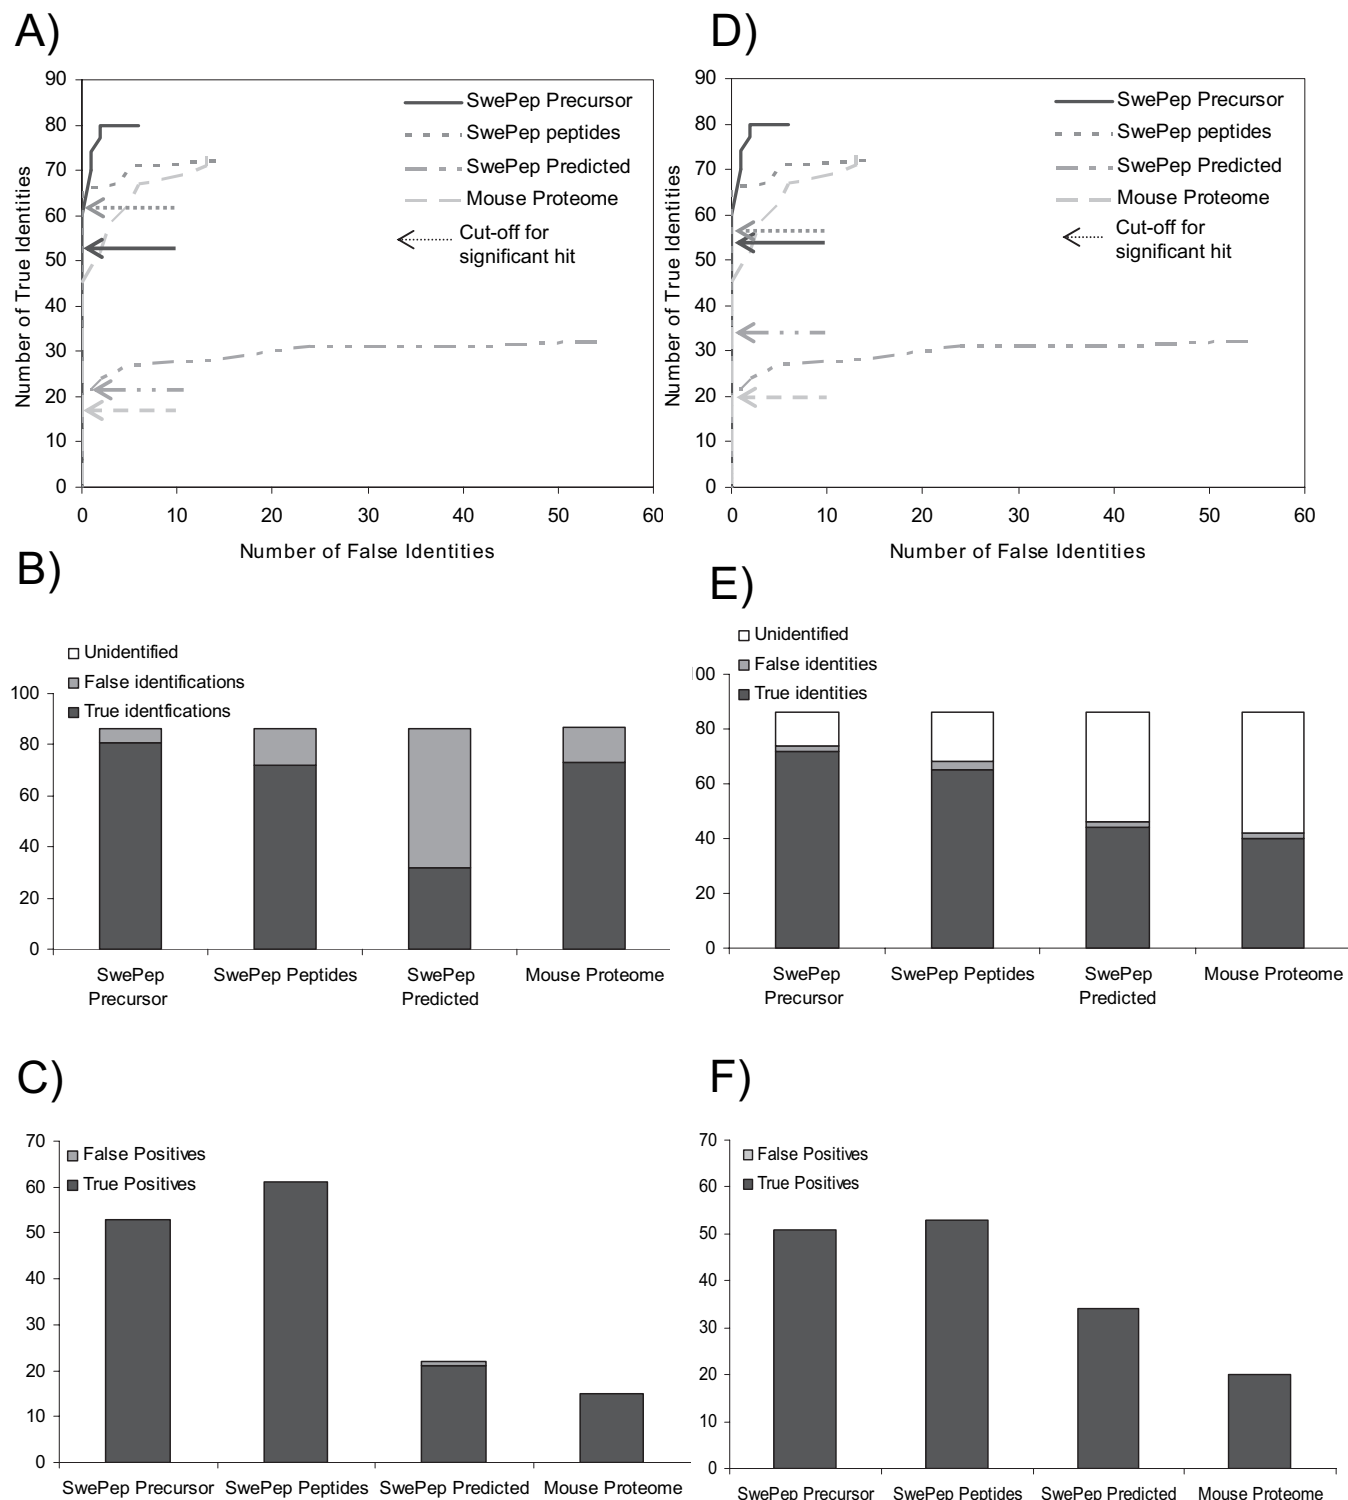 A)
90
80
70
60
50
40
30
20
10
0
Number of True Identities
SwePep Precursor
SwePep peptides
SwePep Predicted
Mouse Proteome
Cut-off for
significant hit
0 10 20 30 40 50 60
Number of False Identities
D)
90
80
70
60
50
40
30
20
10
0
Number of True Identities
SwePep Precursor
SwePep peptides
SwePep Predicted
Mouse Proteome
Cut-off for
significant hit
0 10 20 30 40 50 60
Number of False Identities
B)
Unidentified
False identifications
True identfications
100
80
60
40
20
0
SwePep
Precursor
SwePep Peptides
SwePep
Predicted
Mouse Proteome
E)
Unidentified
False identities
True identities
00
80
60
40
20
0
SwePep
Precursor
SwePep Peptides
SwePep
Predicted
Mouse Proteome
C)
70
60
50
40
30
20
10
0
False Positives
True Positives
SwePep Precursor SwePep Peptides SwePep Predicted Mouse Proteome
F)
70
60
50
40
30
20
10
0
False Positives
True Positives
SwePep Precursor SwePep Peptides SwePep Predicted Mouse Proteome